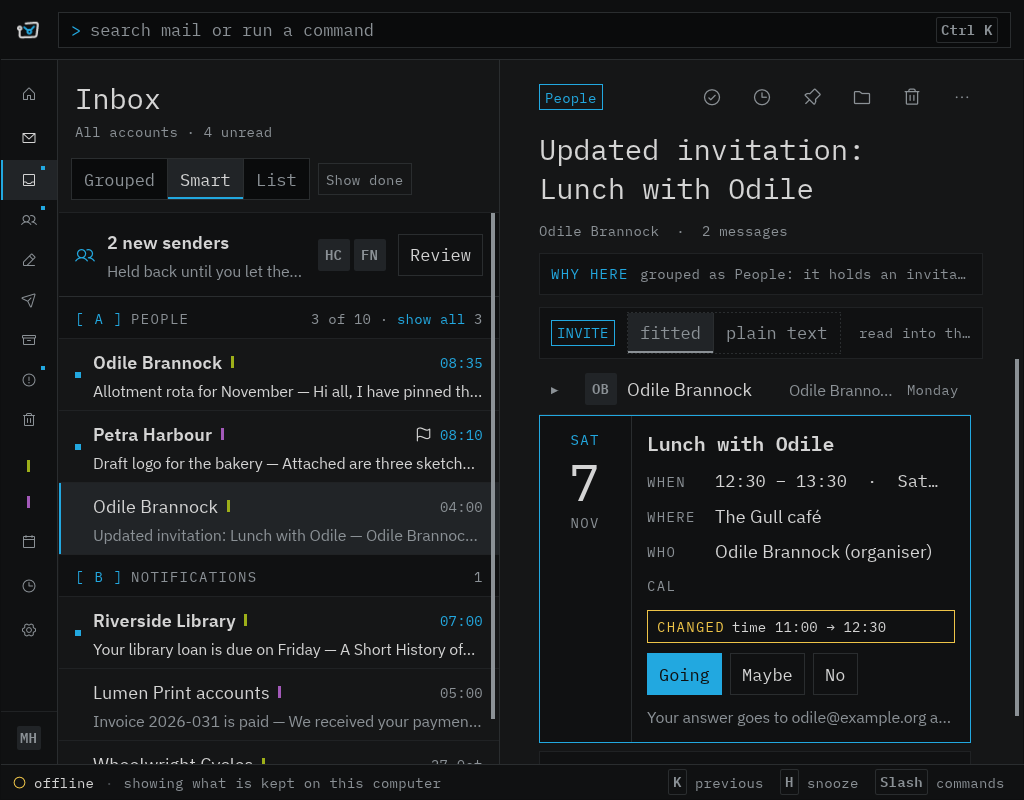 > search mail or run a command Ctrl K
Inbox
All accounts · 4 unread
Grouped Smart List Show done
2 new senders
Held back until you let the... HC FN Review
[ A ] PEOPLE 3 of 10 · show all 3
Odile Brannock 08:35
Allotment rota for November — Hi all, I have pinned th...
Petra Harbour 08:10
Draft logo for the bakery — Attached are three sketch...
Odile Brannock 04:00
Updated invitation: Lunch with Odile — Odile Brannoc...
[ B ] NOTIFICATIONS 1
Riverside Library 07:00
Your library loan is due on Friday — A Short History of...
Lumen Print accounts 05:00
Invoice 2026-031 is paid — We received your paymen...
Wheelwright Cycles 27 Oct
MH
People ...
Updated invitation:
Lunch with Odile
Odile Brannock · 2 messages
WHY HERE grouped as People: it holds an invita…
INVITE fitted plain text read into th…
▸ OB Odile Brannock Odile Branno... Monday
SAT
7
NOV
Lunch with Odile
WHEN 12:30 – 13:30 · Sat…
WHERE The Gull café
WHO Odile Brannock (organiser)
CAL
CHANGED time 11:00 → 12:30
Going Maybe No
Your answer goes to odile@example.org a...
offline · showing what is kept on this computer K previous H snooze Slash commands